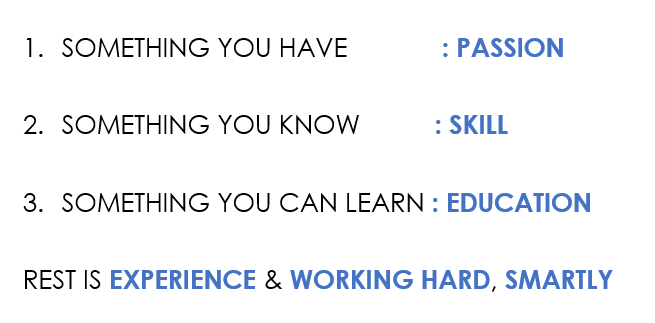 1. SOMETHING YOU HAVE : PASSION
2. SOMETHING YOU KNOW : SKILL
3. SOMETHING YOU CAN LEARN : EDUCATION
REST IS EXPERIENCE & WORKING HARD, SMARTLY